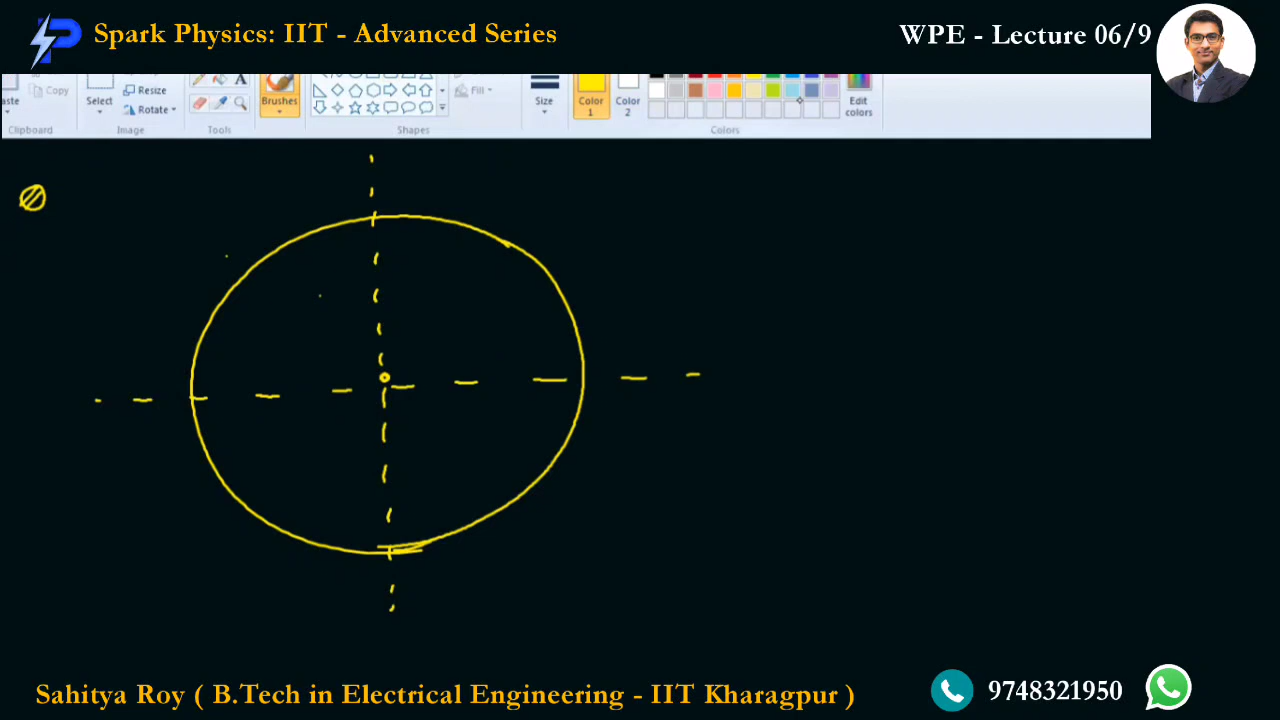 Spark Physics: IIT - Advanced Series
WPE - Lecture 06/9
Copy
Select
Resize
Rotate
A
Brushes
Fill
Size
Color 1
Color 2
Edit colors
Clipboard
Image
Tools
Shapes
Colors
Sahitya Roy ( B.Tech in Electrical Engineering - IIT Kharagpur )
9748321950